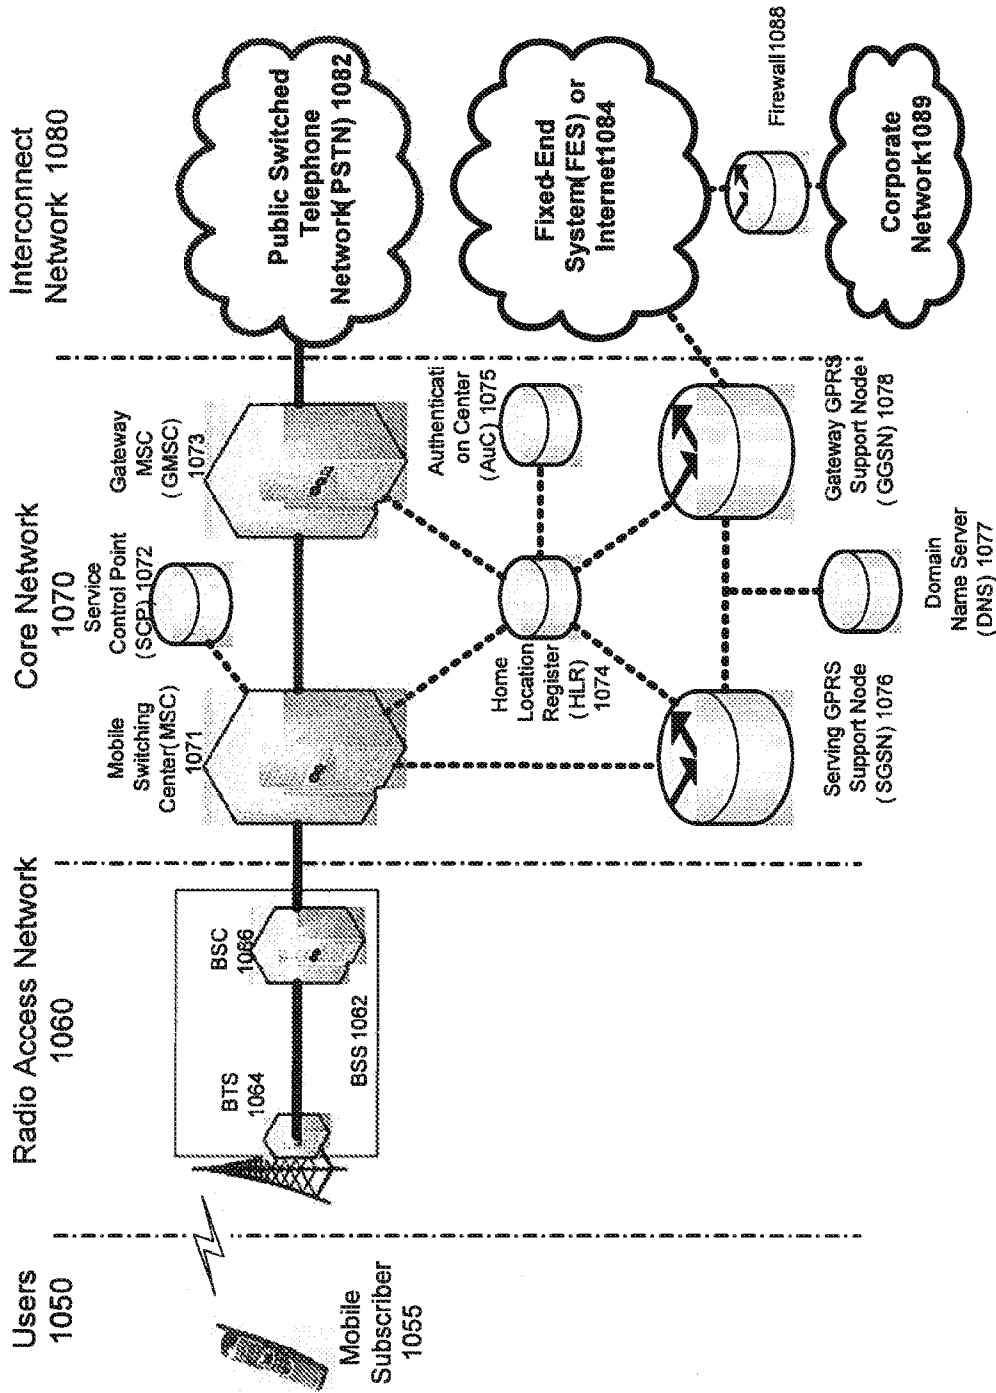 Users
1050
Radio Access Network
1060
Core Network
1070
Interconnect
Network 1080
Mobile
Subscriber
1055
BTS
1064
BSC
1066
BSS 1062
Mobile
Switching
Center(MSC)
1071
Service
Control Point
(SCP) 1072
Gateway
MSC
(GMSC)
1073
Home
Location
Register
(HLR)
1074
Authenticati
on Center
(AuC) 1075
Serving GPRS
Support Node
(SGSN) 1076
Domain
Name Server
(DNS) 1077
Gateway GPRS
Support Node
(GGSN) 1078
Public Switched
Telephone
Network(PSTN) 1082
Fixed-End
System(FES) or
Internet1084
Firewall1088
Corporate
Network1089